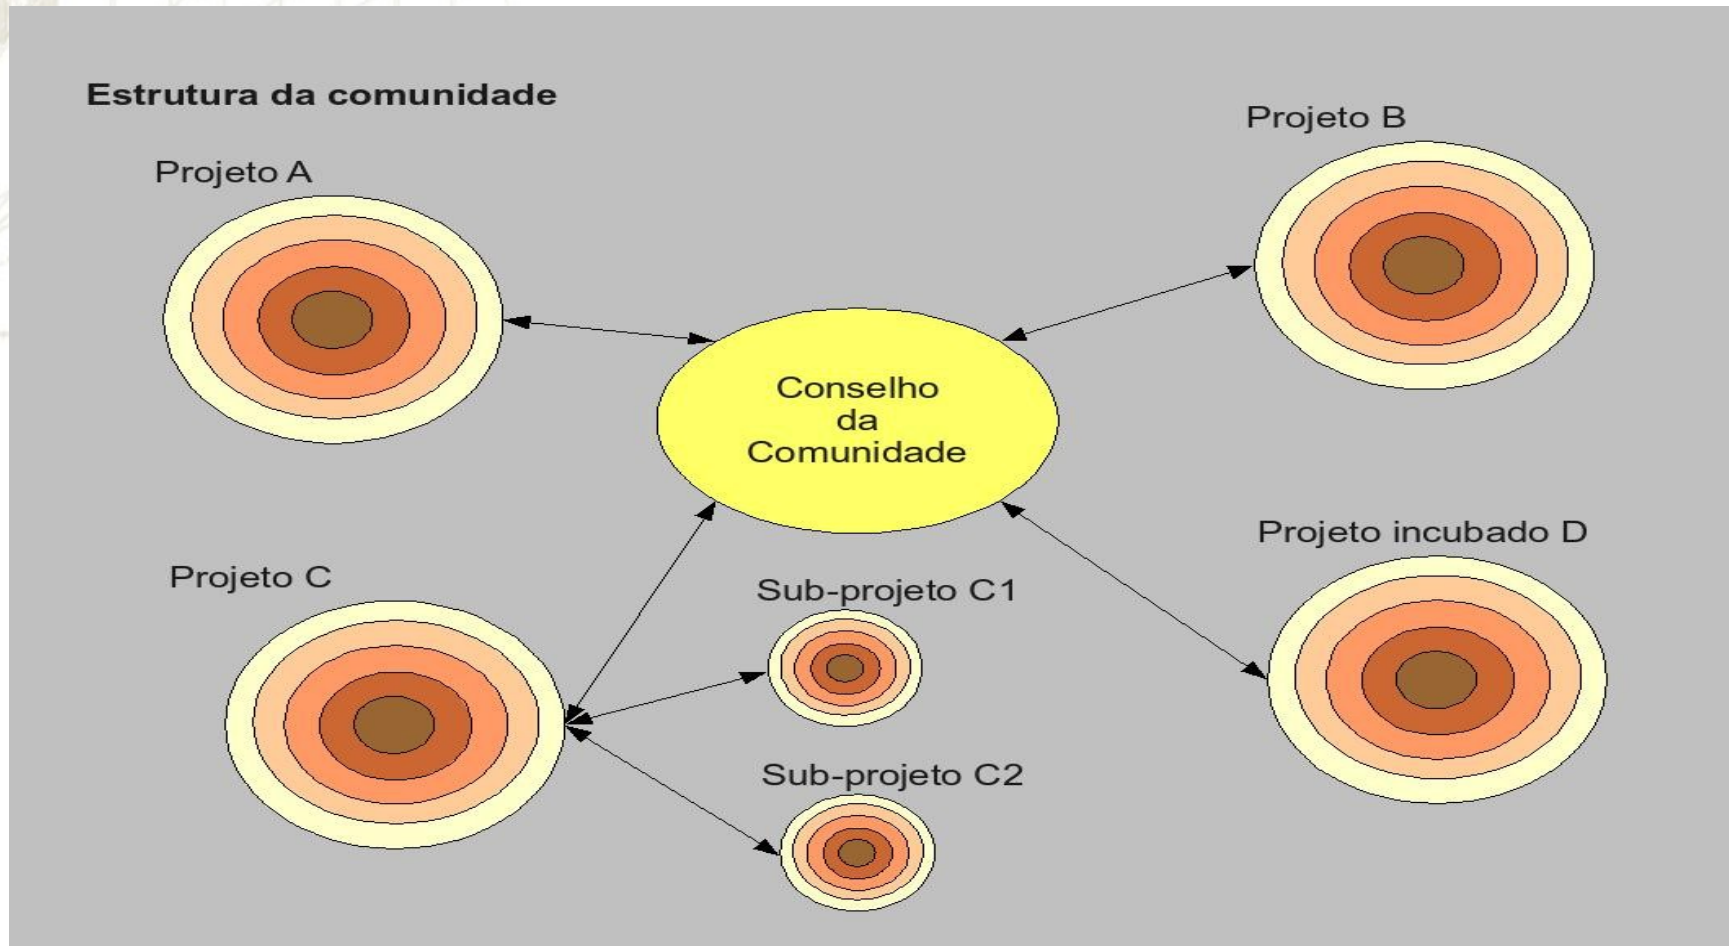 Estrutura da comunidade
Projeto A
Projeto B
Conselho
da
Comunidade
Projeto C
Sub-projeto C1
Sub-projeto C2
Projeto incubado D